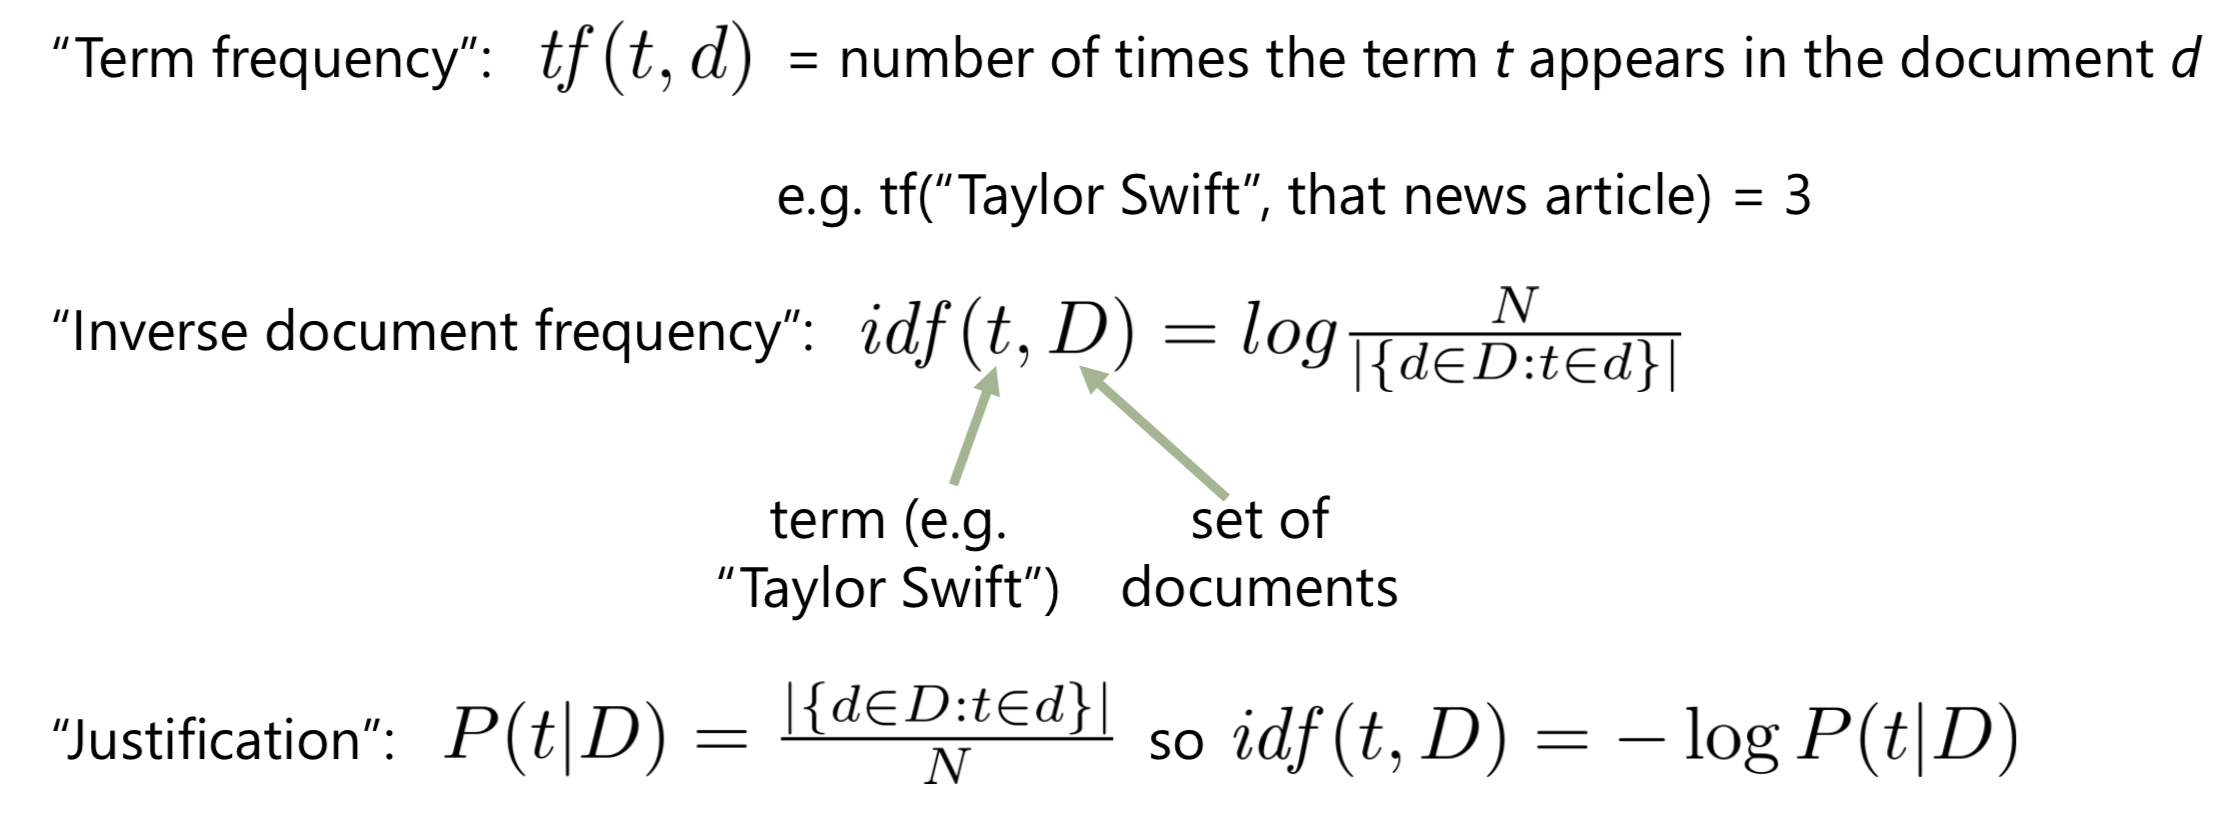 “Term frequency”: tf(t, d) = number of times the term t appears in the document d
e.g. tf(“Taylor Swift”, that news article) = 3
“Inverse document frequency”: idf(t, D) = log N / |{d∈D:t∈d}|
term (e.g. “Taylor Swift”)
set of documents
“Justification”: P(t|D) = |{d∈D:t∈d}| / N so idf(t, D) = − log P(t|D)